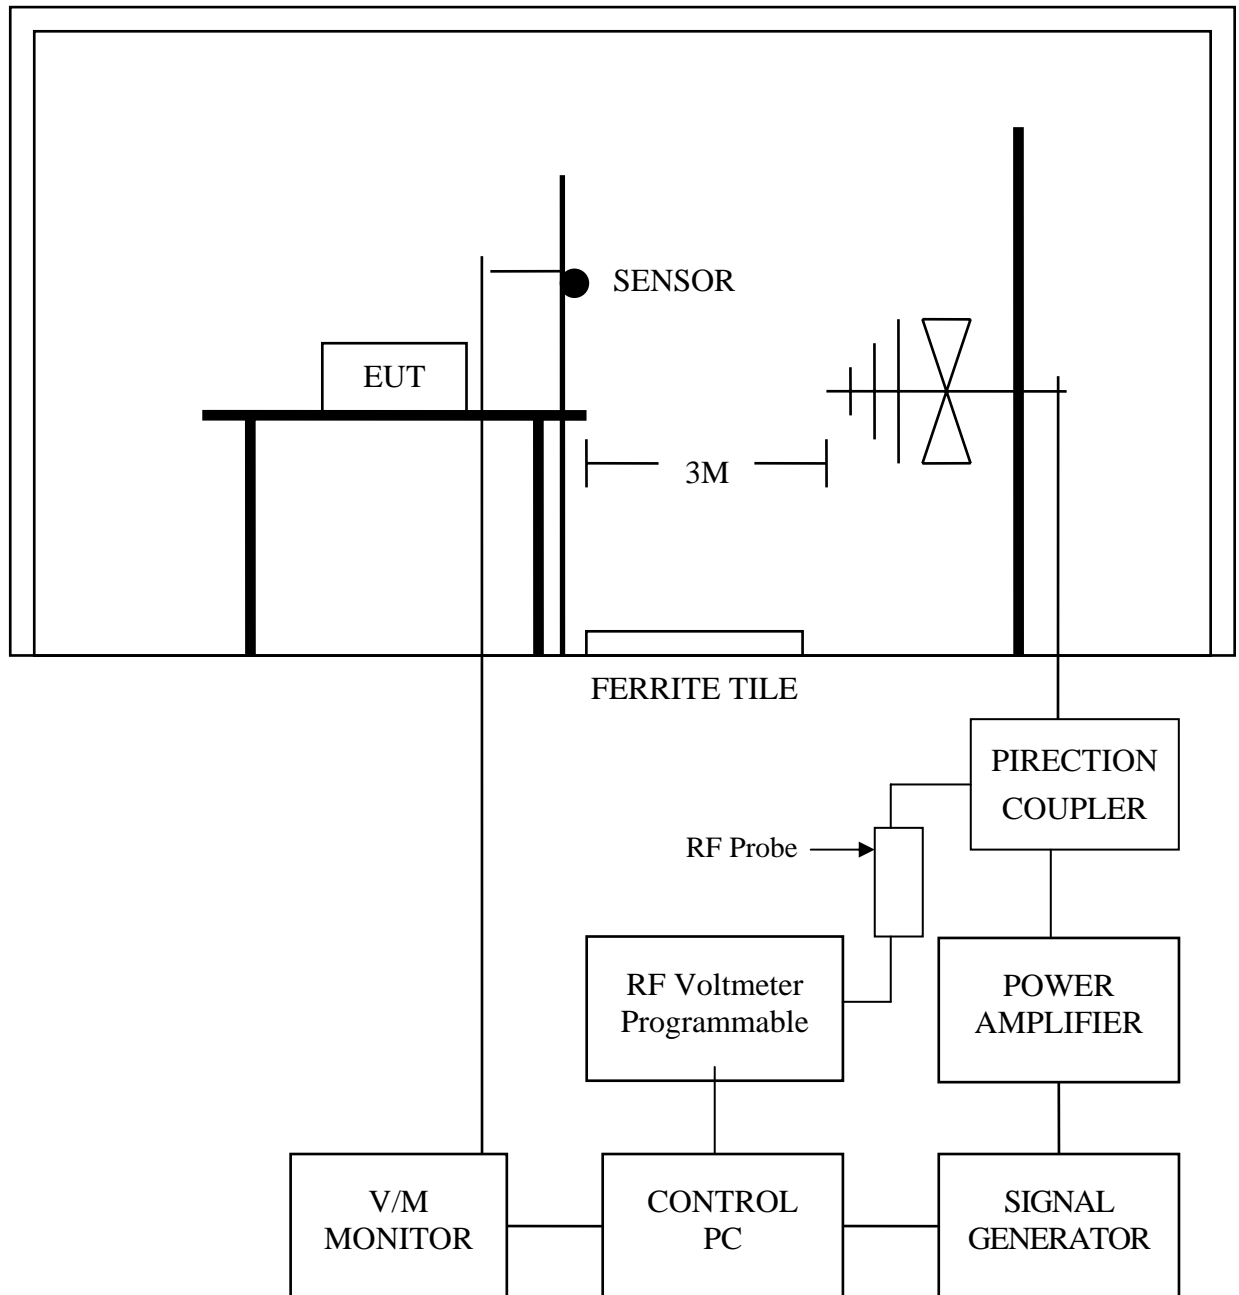 SENSOR
EUT
3M
FERRITE TILE
PIRECTION
COUPLER
RF Probe
RF Voltmeter
Programmable
POWER
AMPLIFIER
V/M
MONITOR
CONTROL
PC
SIGNAL
GENERATOR